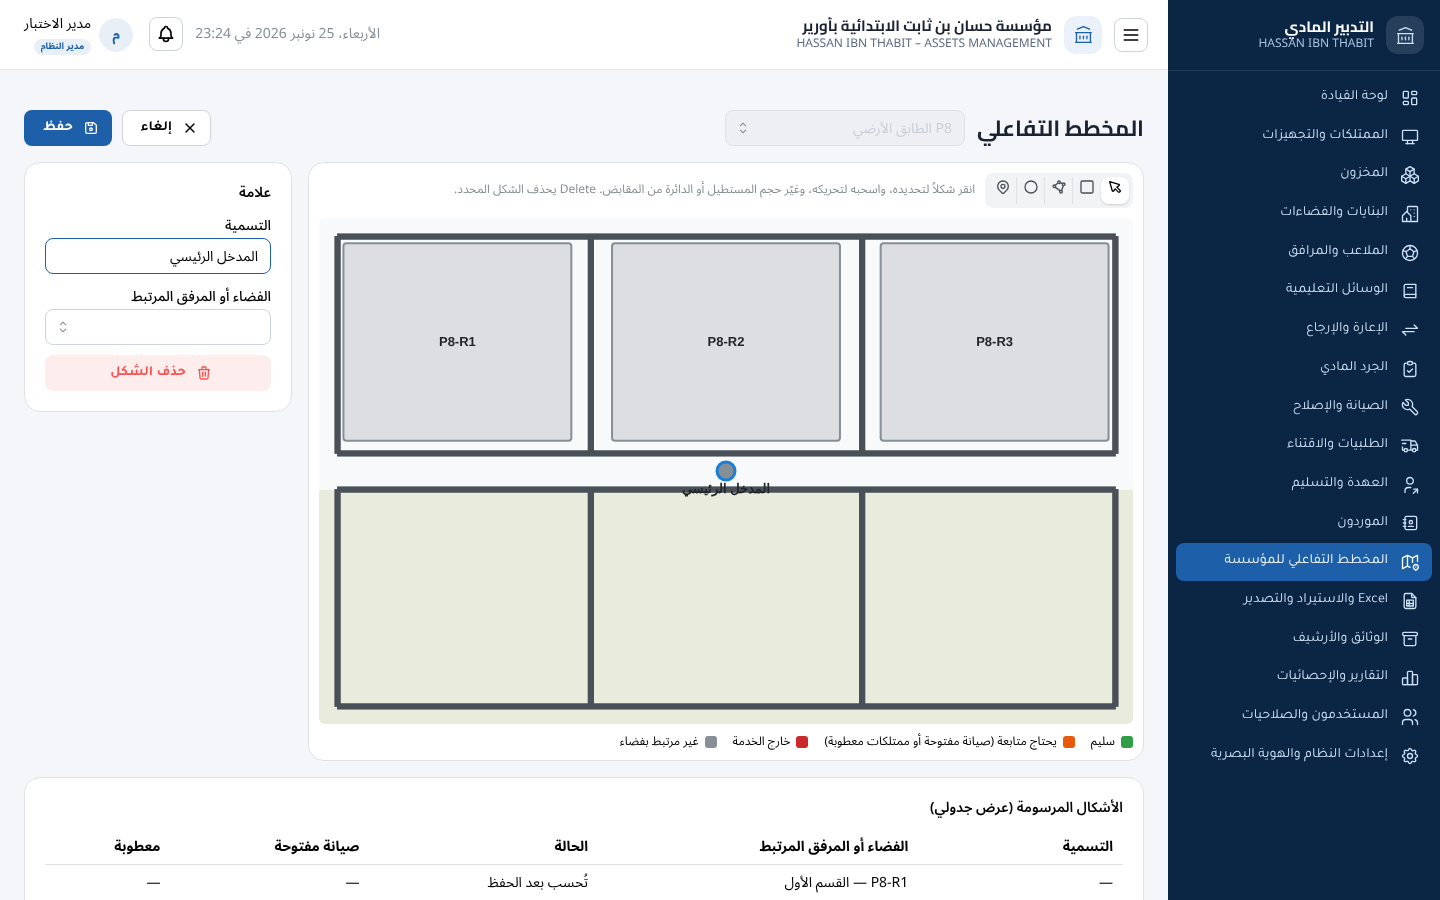 التدبير المادي
HASSAN IBN THABIT
لوحة القيادة
الممتلكات والتجهيزات
المخزون
البنايات والفضاءات
الملاعب والمرافق
الوسائل التعليمية
الإعارة والإرجاع
الجرد المادي
الصيانة والإصلاح
الطلبيات والاقتناء
العهدة والتسليم
الموردون
المخطط التفاعلي للمؤسسة
Excel والاستيراد والتصدير
الوثائق والأرشيف
التقارير والإحصائيات
المستخدمون والصلاحيات
إعدادات النظام والهوية البصرية
مؤسسة حسان بن ثابت الابتدائية بأورير
HASSAN IBN THABIT – ASSETS MANAGEMENT
الأربعاء، 25 نونبر 2026 في 23:24
م
مدير الاختبار
مدير النظام
المخطط التفاعلي
P8 الطابق الأرضي
إلغاء
حفظ
انقر شكلاً لتحديده، واسحبه لتحريكه، وغيّر حجم المستطيل أو الدائرة من المقابض. Delete يحذف الشكل المحدد.
P8-R1
P8-R2
P8-R3
المدخل الرئيسي
سليم
يحتاج متابعة (صيانة مفتوحة أو ممتلكات معطوبة)
خارج الخدمة
غير مرتبط بفضاء
علامة
التسمية
المدخل الرئيسي
الفضاء أو المرفق المرتبط
حذف الشكل
الأشكال المرسومة (عرض جدولي)
التسمية
الفضاء أو المرفق المرتبط
الحالة
صيانة مفتوحة
معطوبة
—
P8-R1 — القسم الأول
تُحسب بعد الحفظ
—
—